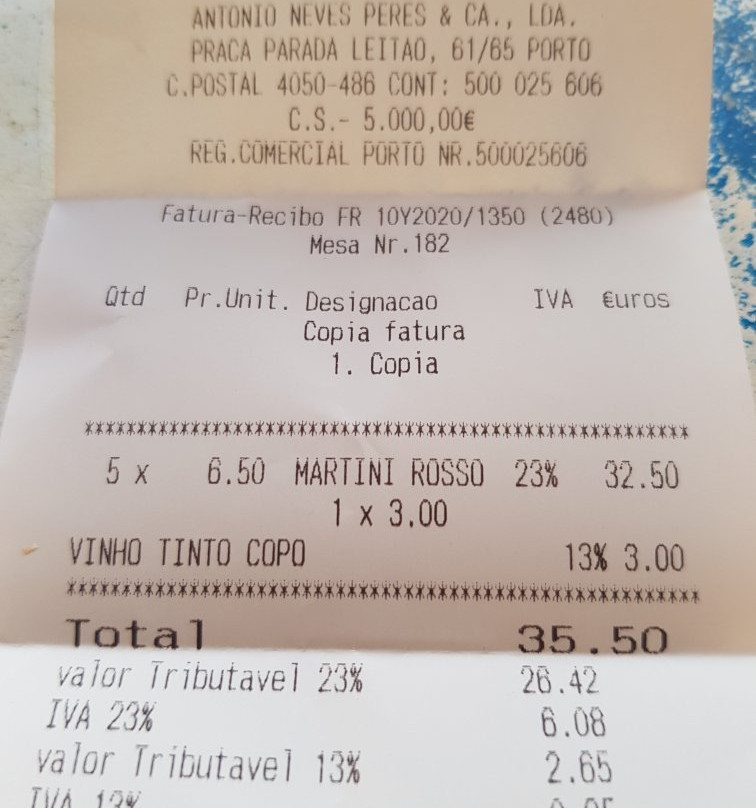 ANTONIO NEVES PERES & CA., LDA.
PRACA PARADA LEITAO, 61/65 PORTO
C.POSTAL 4050-486 CONT: 500 025 606
C.S.- 5.000,00€
REG.COMERCIAL PORTO NR.500025606
Fatura-Recibo FR 10Y2020/1350 (2480)
Mesa Nr.182
Qtd Pr.Unit. Designacao IVA €uros
Copia fatura
1. Copia
*********************************************************
5 x 6.50 MARTINI ROSSO 23% 32.50
1 x 3.00
VINHO TINTO COPO 13% 3.00
*********************************************************
Total 35.50
valor Tributavel 23% 26.42
IVA 23% 6.08
valor Tributavel 13% 2.65
IVA 13%